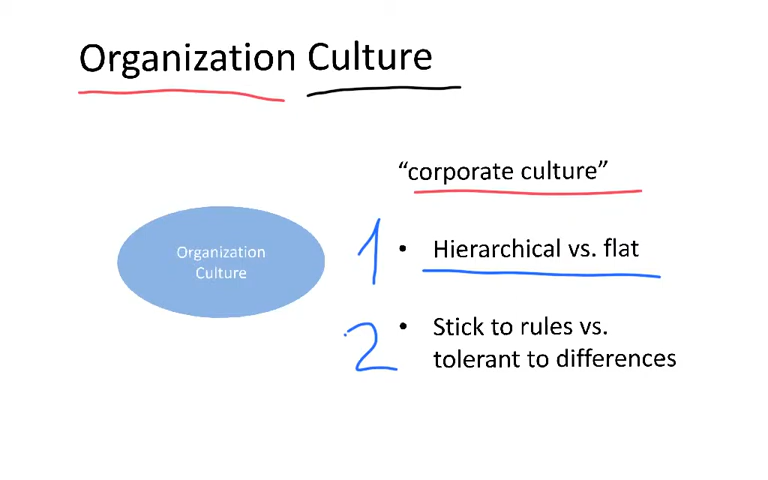 Organization Culture
"corporate culture"
Organization
Culture
1 • Hierarchical vs. flat
2 • Stick to rules vs.
tolerant to differences